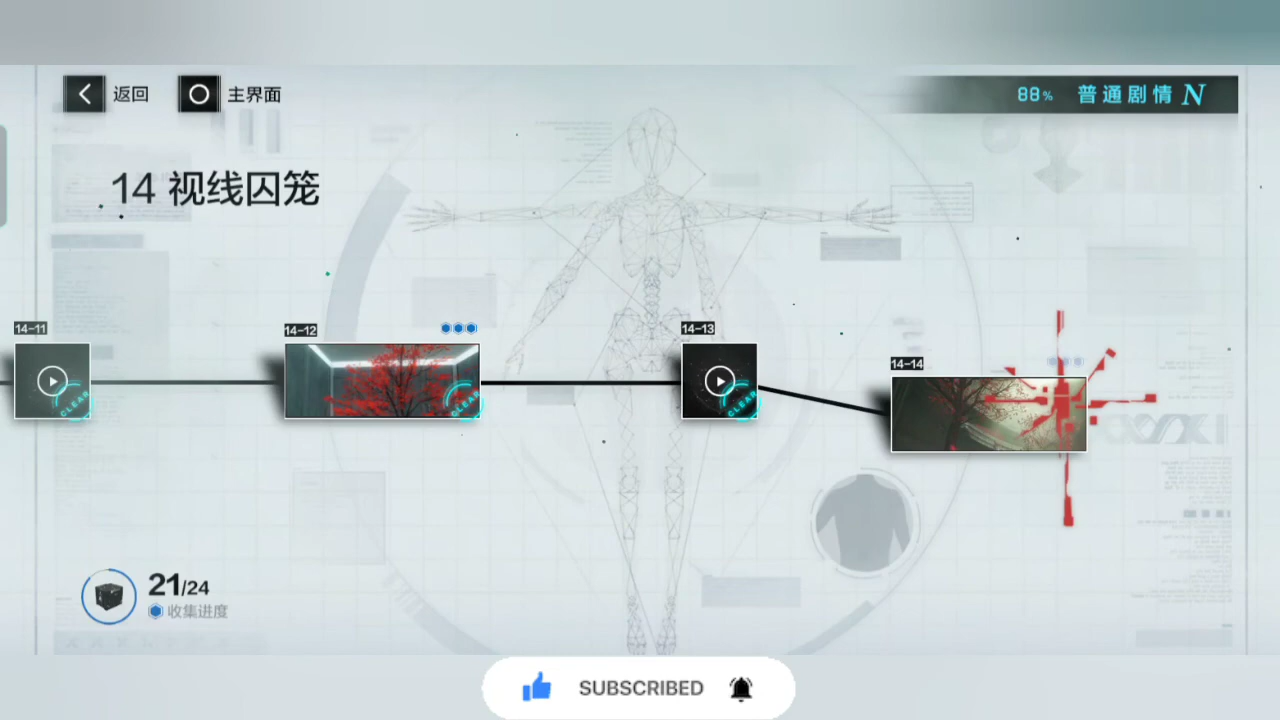 返回
主界面
88%
普通剧情 N
14 视线囚笼
14-11
14-12
14-13
14-14
CLEAR
CLEAR
CLEAR
21/24
收集进度
SUBSCRIBED